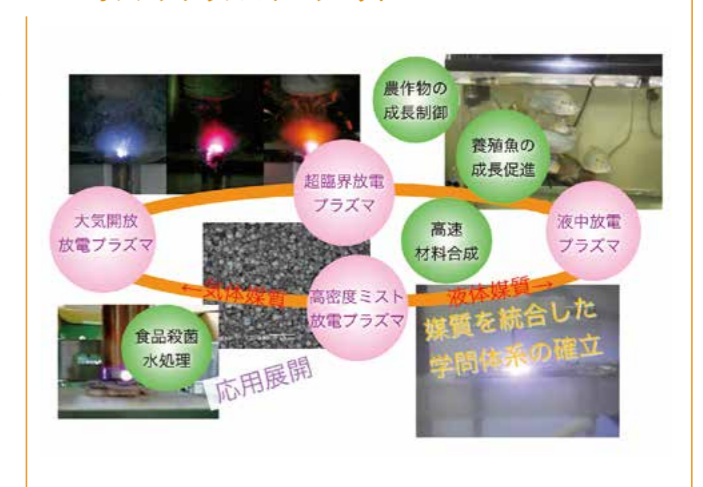 農作物の
成長制御
養殖魚の
成長促進
超臨界放電
プラズマ
大気開放
放電プラズマ
高速
材料合成
液中放電
プラズマ
←気体媒質
高密度ミスト
放電プラズマ
液体媒質→
食品殺菌
水処理
応用展開
媒質を統合した
学問体系の確立